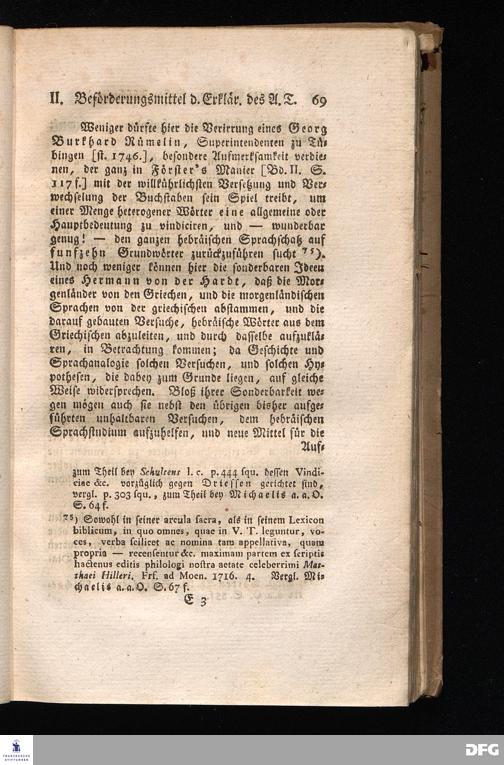 II. Beförderungsmittel d. Erklär. des A. T. 69
Weniger dürfte hier die Verirrung eines Georg
Burkhard Rümelin, Superintendenten zu Tü-
bingen [st. 1746.], besondere Aufmerksamkeit verdie-
nen, der ganz in Förster's Manier [Bd. II. S.
117 f.] mit der willkührlichsten Versetzung und Ver-
wechselung der Buchstaben sein Spiel treibt, um
einer Menge heterogener Wörter eine allgemeine oder
Hauptbedeutung zu vindiciren, und — wunderbar
genug! — den ganzen hebräischen Sprachschatz auf
funfzehn Grundwörter zurückzuführen sucht ⁷⁵).
Und noch weniger können hier die sonderbaren Ideen
eines Hermann von der Hardt, daß die Mor-
genländer von den Griechen, und die morgenländischen
Sprachen von der griechischen abstammen, und die
darauf gebauten Versuche, hebräische Wörter aus dem
Griechischen abzuleiten, und durch dasselbe aufzuklä-
ren, in Betrachtung kommen; da Geschichte und
Sprachanalogie solchen Versuchen, und solchen Hy-
pothesen, die dabey zum Grunde liegen, auf gleiche
Weise widersprechen. Bloß ihrer Sonderbarkeit we-
gen mögen auch sie nebst den übrigen bisher aufge-
führten unhaltbaren Versuchen, dem hebräischen
Sprachstudium aufzuhelfen, und neue Mittel für die
Auf-
zum Theil bey Schultens l. c. p. 444 squ. dessen Vindi-
ciae &c. vorzüglich gegen Driessen gerichtet sind,
vergl. p. 303 squ., zum Theil bey Michaelis a. a. O.
S. 64 f.
⁷⁵) Sowohl in seiner arcula sacra, als in seinem Lexicon
biblicum, in quo omnes, quae in V. T. leguntur, vo-
ces, verba scilicet ac nomina tam appellativa, quam
propria — recensentur &c. maximam partem ex scriptis
hactenus editis philologi nostra aetate celeberrimi Mat-
thaei Hilleri. Frf. ad Moen. 1716. 4. Vergl. Mi-
chaelis a. a. O. S. 67 f.
E 3
FRANCKESCHE
STIFTUNGEN
DFG